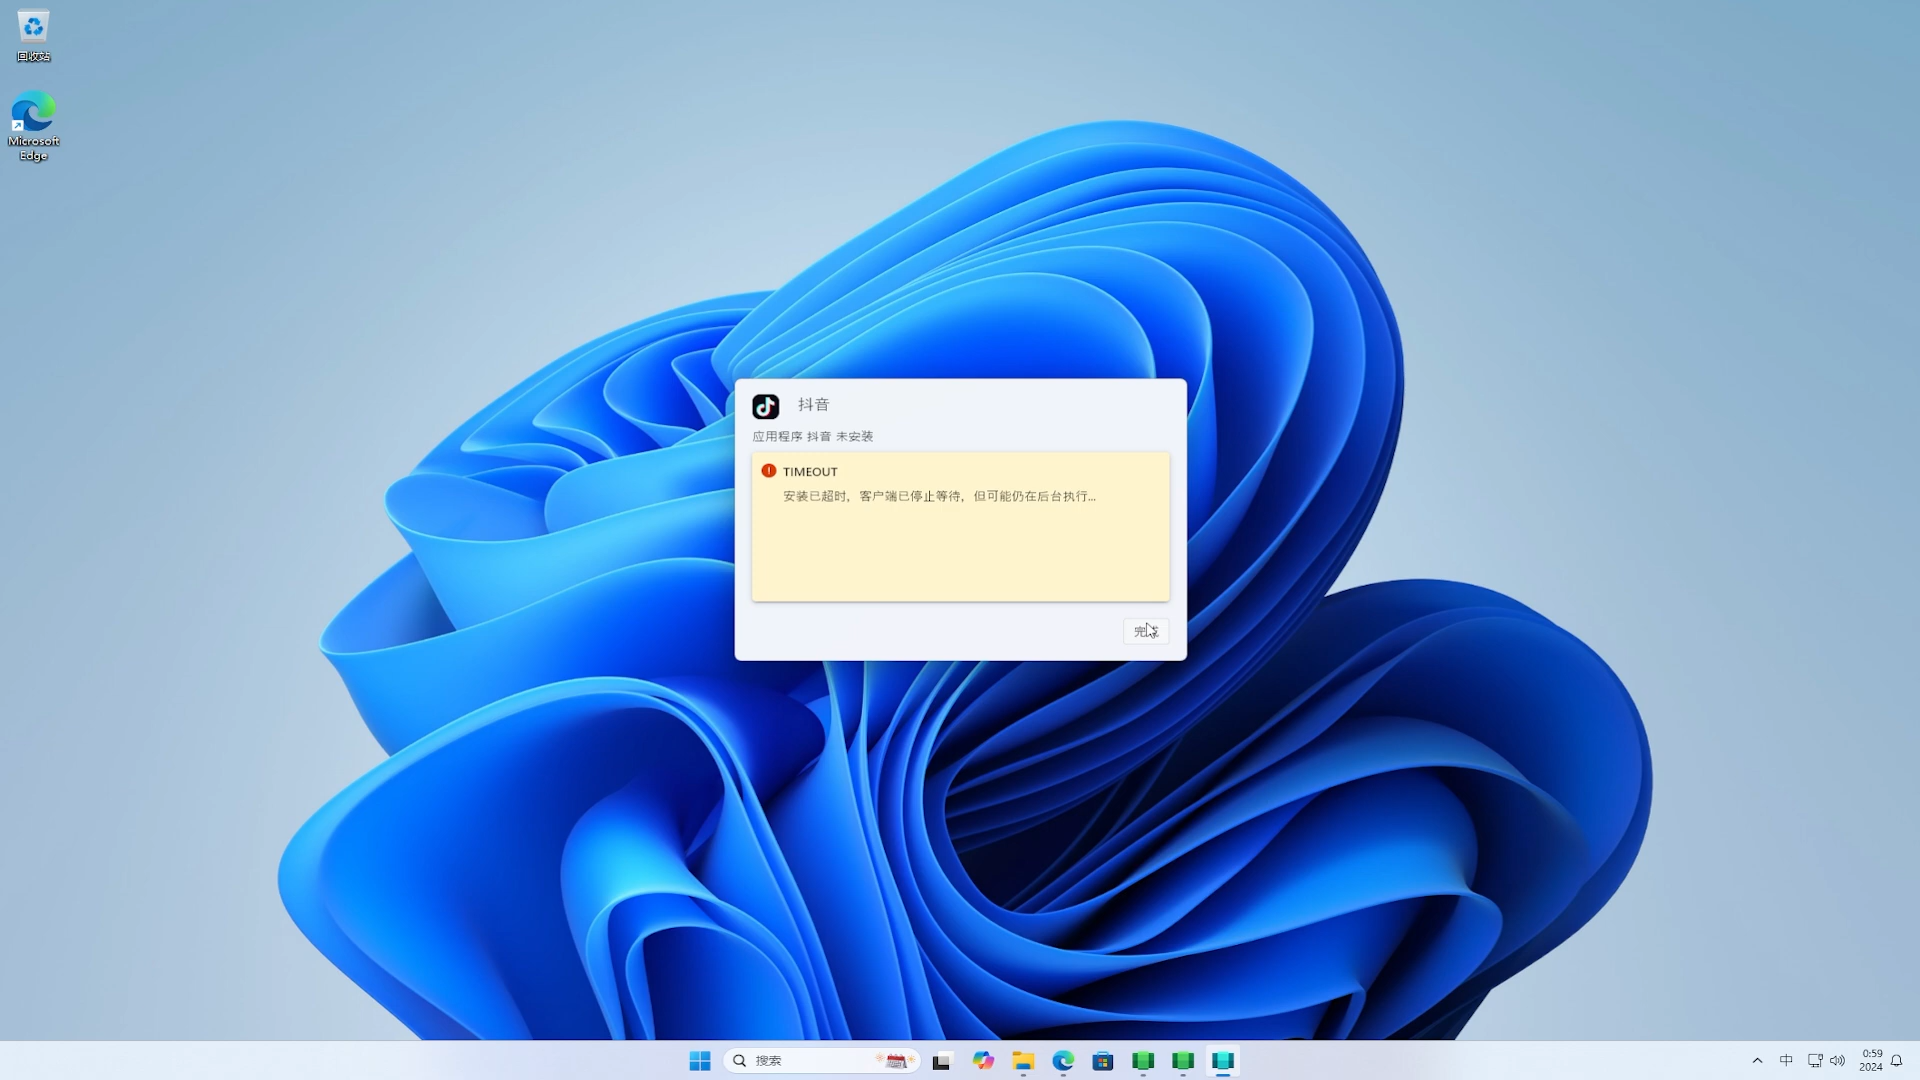 回收站
Microsoft
Edge
抖音
应用程序 抖音 未安装
TIMEOUT
安装已超时，客户端已停止等待，但可能仍在后台执行...
搜索
中
0:59
2024